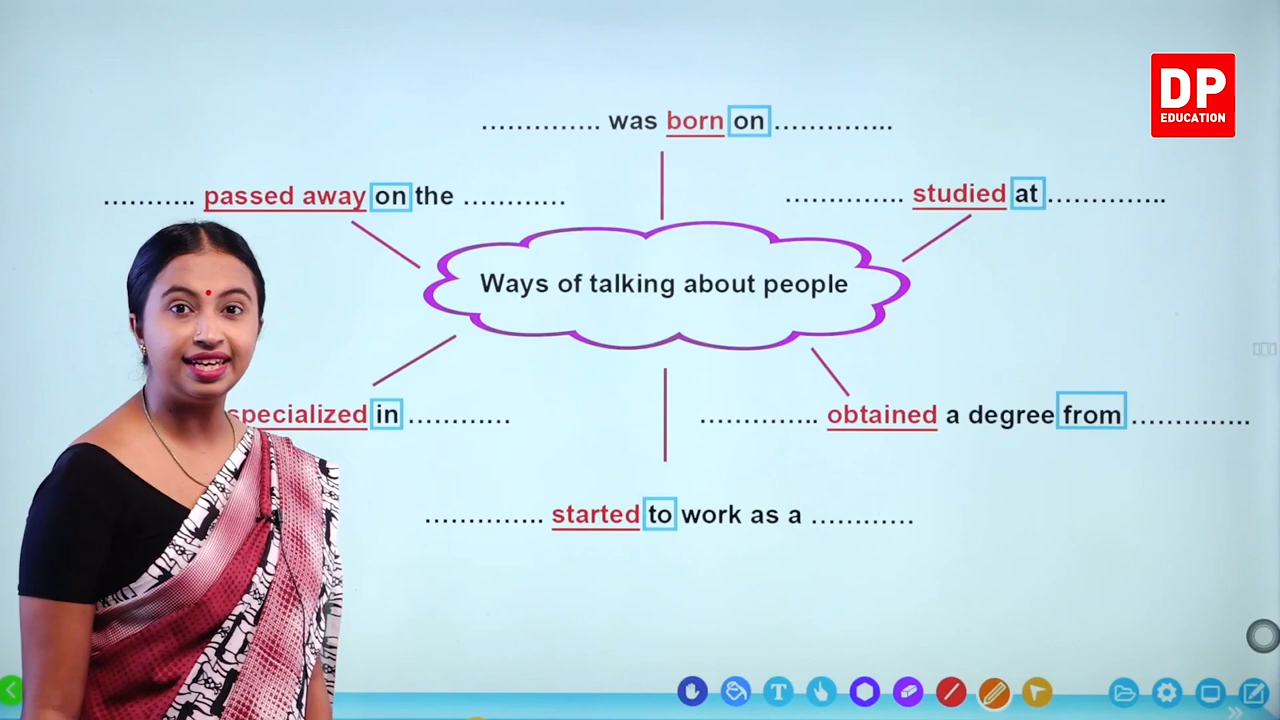 DP
EDUCATION
………….. was born on …………..
……….. passed away on the …………
………….. studied at …………..
Ways of talking about people
specialized in …………
………….. obtained a degree from …………..
………….. started to work as a …………
T